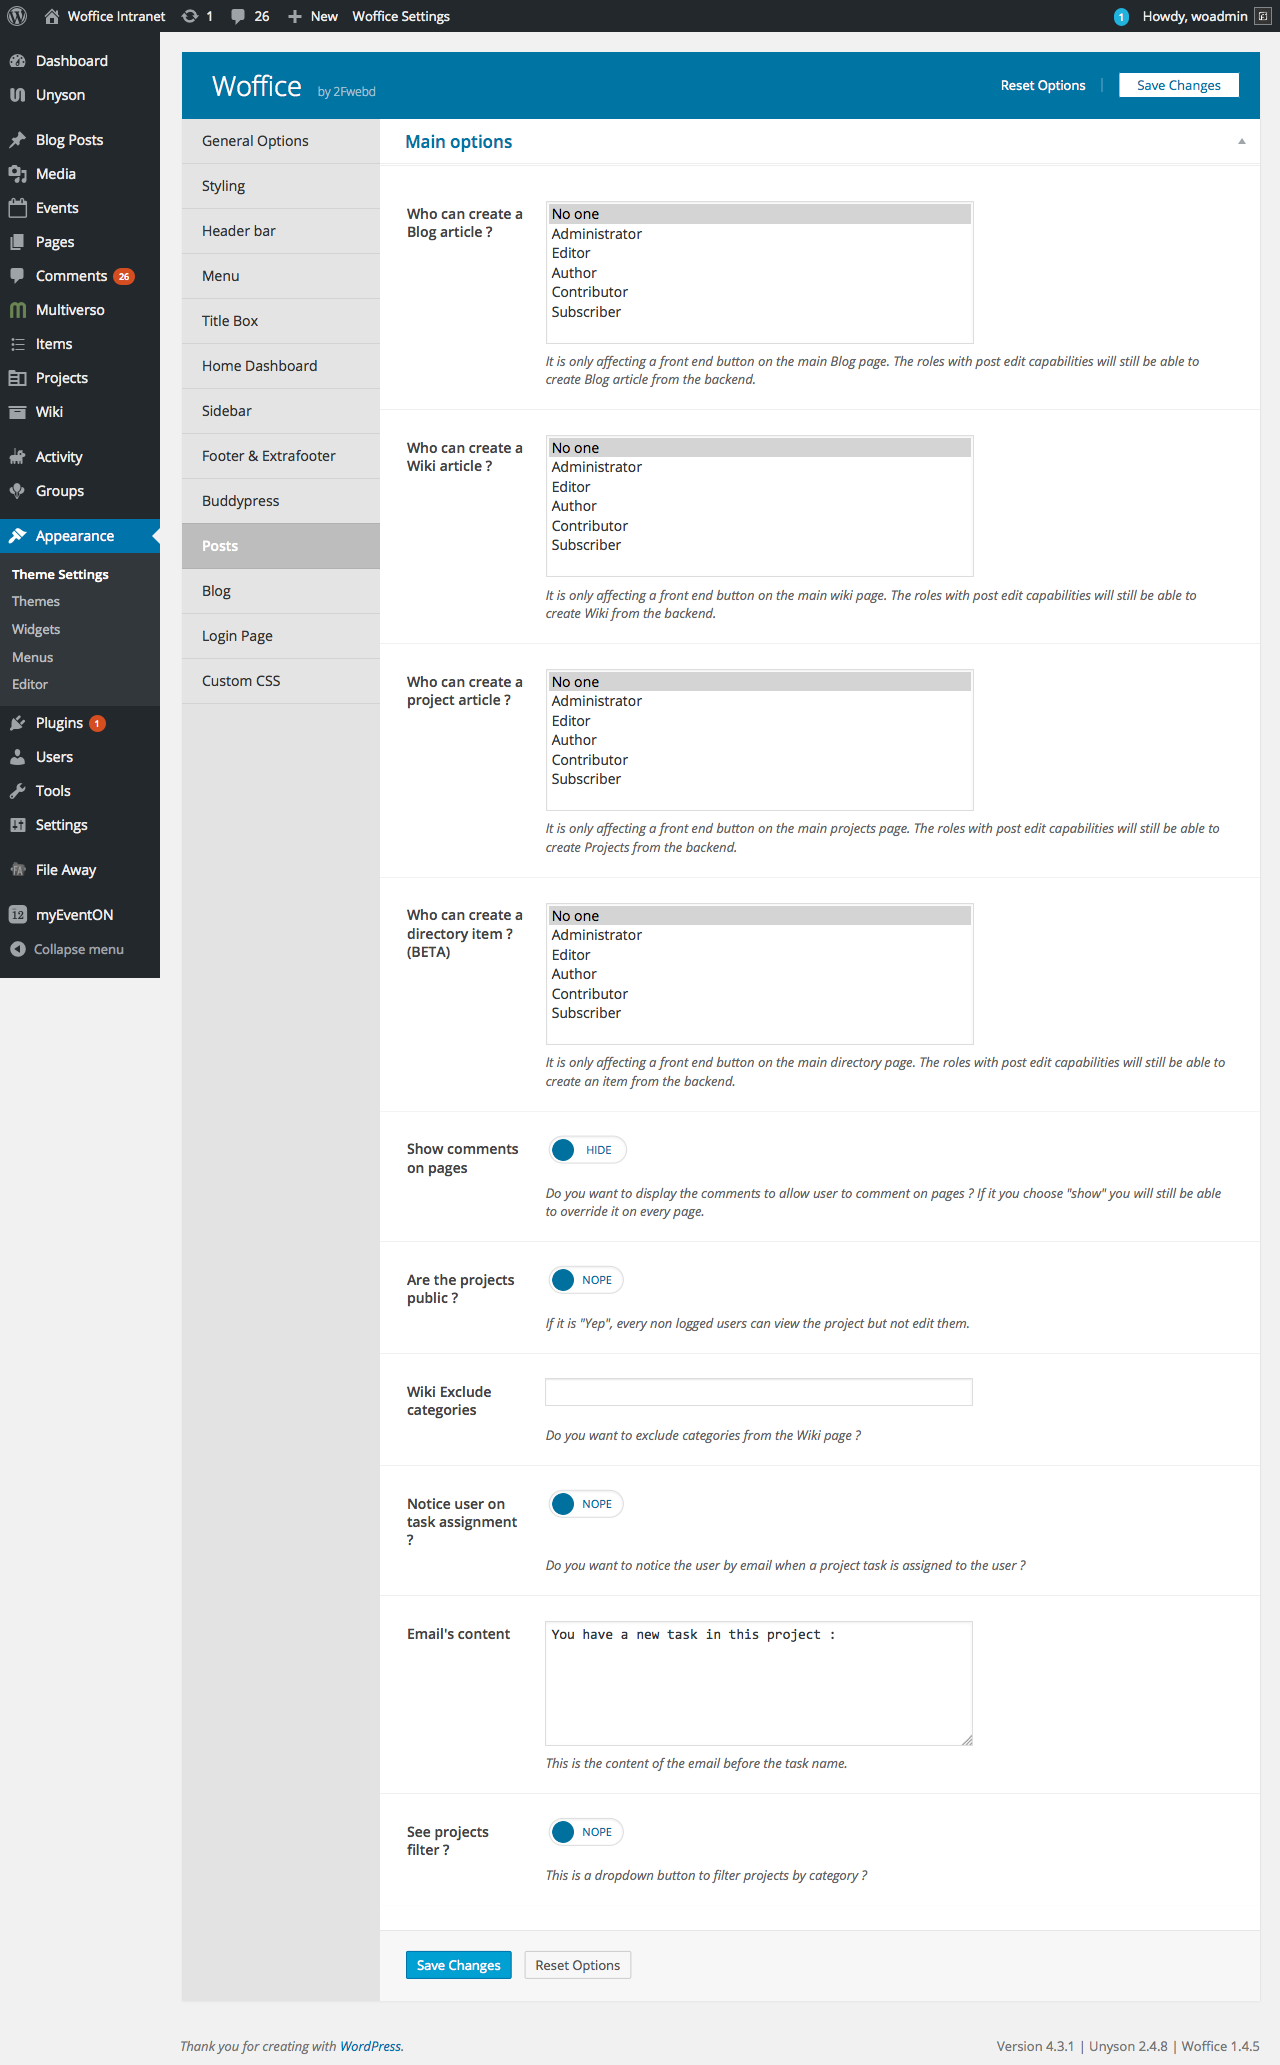 Woffice Intranet 1 26 New Woffice Settings 1 Howdy, woadmin
Dashboard
Unyson
Blog Posts
Media
Events
Pages
Comments 26
Multiverso
Items
Projects
Wiki
Activity
Groups
Appearance
Theme Settings
Themes
Widgets
Menus
Editor
Plugins 1
Users
Tools
Settings
File Away
myEventON
Collapse menu
Woffice by 2Fwebd Reset Options | Save Changes
General Options
Styling
Header bar
Menu
Title Box
Home Dashboard
Sidebar
Footer & Extrafooter
Buddypress
Posts
Blog
Login Page
Custom CSS
Main options
Who can create a
Blog article ?
No one
Administrator
Editor
Author
Contributor
Subscriber
It is only affecting a front end button on the main Blog page. The roles with post edit capabilities will still be able to
create Blog article from the backend.
Who can create a
Wiki article ?
No one
Administrator
Editor
Author
Contributor
Subscriber
It is only affecting a front end button on the main wiki page. The roles with post edit capabilities will still be able to
create Wiki from the backend.
Who can create a
project article ?
No one
Administrator
Editor
Author
Contributor
Subscriber
It is only affecting a front end button on the main projects page. The roles with post edit capabilities will still be able to
create Projects from the backend.
Who can create a
directory item ?
(BETA)
No one
Administrator
Editor
Author
Contributor
Subscriber
It is only affecting a front end button on the main directory page. The roles with post edit capabilities will still be able to
create an item from the backend.
Show comments
on pages
HIDE
Do you want to display the comments to allow user to comment on pages ? If it you choose "show" you will still be able
to override it on every page.
Are the projects
public ?
NOPE
If it is "Yep", every non logged users can view the project but not edit them.
Wiki Exclude
categories
Do you want to exclude categories from the Wiki page ?
Notice user on
task assignment
?
NOPE
Do you want to notice the user by email when a project task is assigned to the user ?
Email's content
You have a new task in this project :
This is the content of the email before the task name.
See projects
filter ?
NOPE
This is a dropdown button to filter projects by category ?
Save Changes Reset Options
Thank you for creating with WordPress. Version 4.3.1 | Unyson 2.4.8 | Woffice 1.4.5